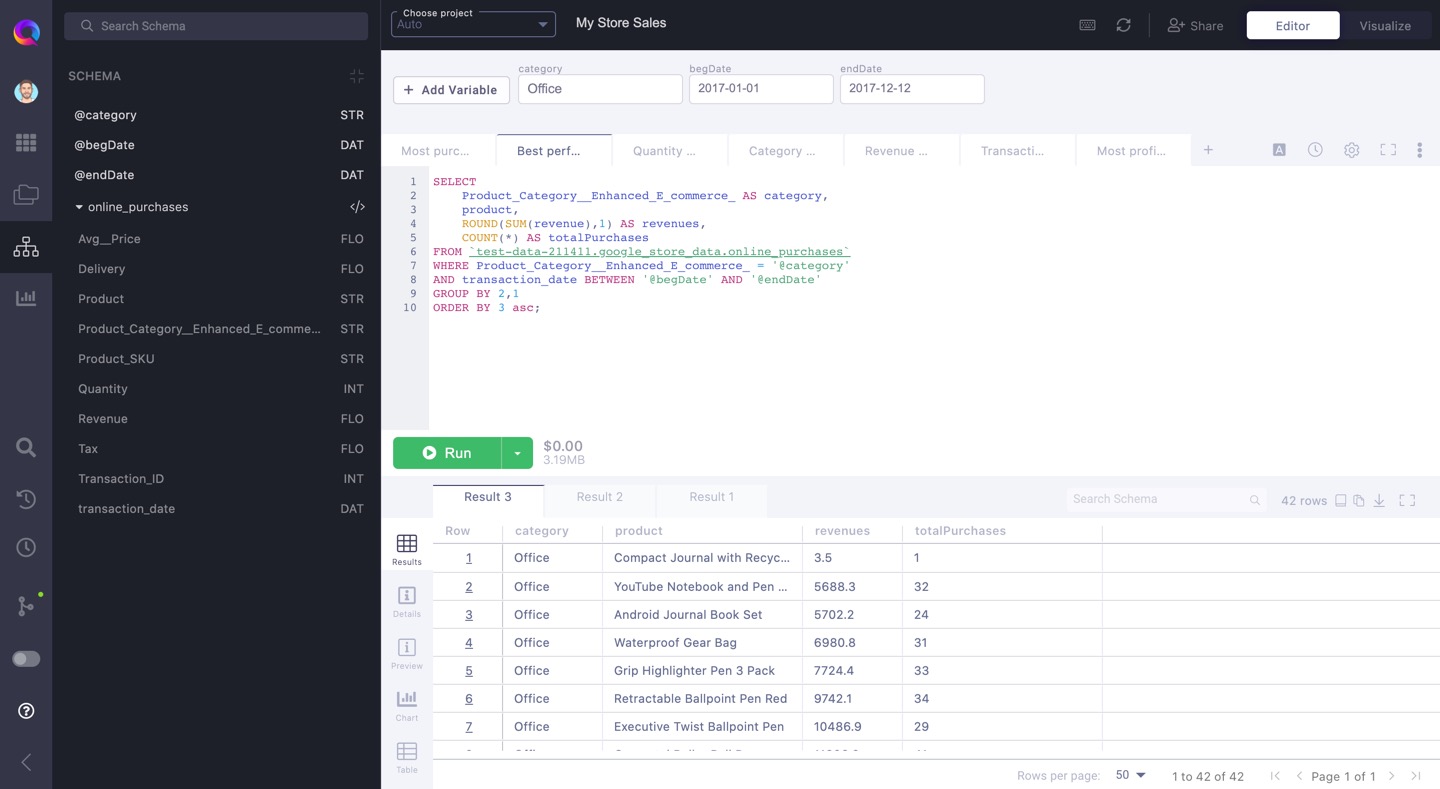 Search Schema
SCHEMA
@category STR
@begDate DAT
@endDate DAT
online_purchases </>
Avg__Price FLO
Delivery FLO
Product STR
Product_Category__Enhanced_E_comme... STR
Product_SKU STR
Quantity INT
Revenue FLO
Tax FLO
Transaction_ID INT
transaction_date DAT
Choose project
Auto
My Store Sales
Share
Editor
Visualize
+ Add Variable
category
Office
begDate
2017-01-01
endDate
2017-12-12
Most purc...
Best perf...
Quantity ...
Category ...
Revenue ...
Transacti...
Most profi...
+
A
1 SELECT
2 Product_Category__Enhanced_E_commerce_ AS category,
3 product,
4 ROUND(SUM(revenue),1) AS revenues,
5 COUNT(*) AS totalPurchases
6 FROM `test-data-211411.google_store_data.online_purchases`
7 WHERE Product_Category__Enhanced_E_commerce_ = '@category'
8 AND transaction_date BETWEEN '@begDate' AND '@endDate'
9 GROUP BY 2,1
10 ORDER BY 3 asc;
Run
$0.00
3.19MB
Result 3
Result 2
Result 1
Search Schema
42 rows
Results
Details
Preview
Chart
Table
Row category product revenues totalPurchases
1 Office Compact Journal with Recyc... 3.5 1
2 Office YouTube Notebook and Pen ... 5688.3 32
3 Office Android Journal Book Set 5702.2 24
4 Office Waterproof Gear Bag 6980.8 31
5 Office Grip Highlighter Pen 3 Pack 7724.4 33
6 Office Retractable Ballpoint Pen Red 9742.1 34
7 Office Executive Twist Ballpoint Pen 10486.9 29
Rows per page: 50 1 to 42 of 42 Page 1 of 1